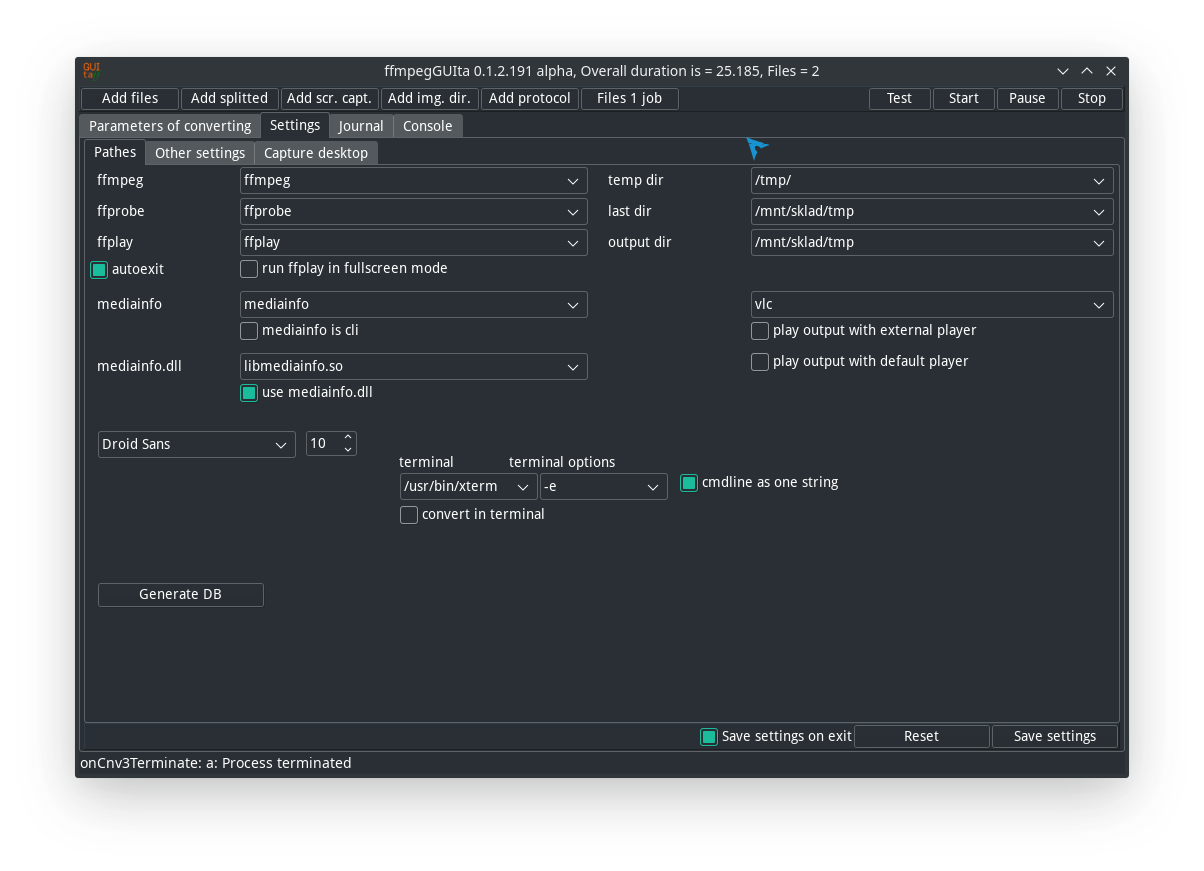 GUI
ta
ffmpegGUIta 0.1.2.191 alpha, Overall duration is = 25.185, Files = 2
Add files Add splitted Add scr. capt. Add img. dir. Add protocol Files 1 job Test Start Pause Stop
Parameters of converting Settings Journal Console
Pathes Other settings Capture desktop
ffmpeg ffmpeg temp dir /tmp/
ffprobe ffprobe last dir /mnt/sklad/tmp
ffplay ffplay output dir /mnt/sklad/tmp
autoexit run ffplay in fullscreen mode
mediainfo mediainfo vlc
mediainfo is cli play output with external player
mediainfo.dll libmediainfo.so play output with default player
use mediainfo.dll
Droid Sans 10
terminal terminal options
/usr/bin/xterm -e cmdline as one string
convert in terminal
Generate DB
Save settings on exit Reset Save settings
onCnv3Terminate: a: Process terminated